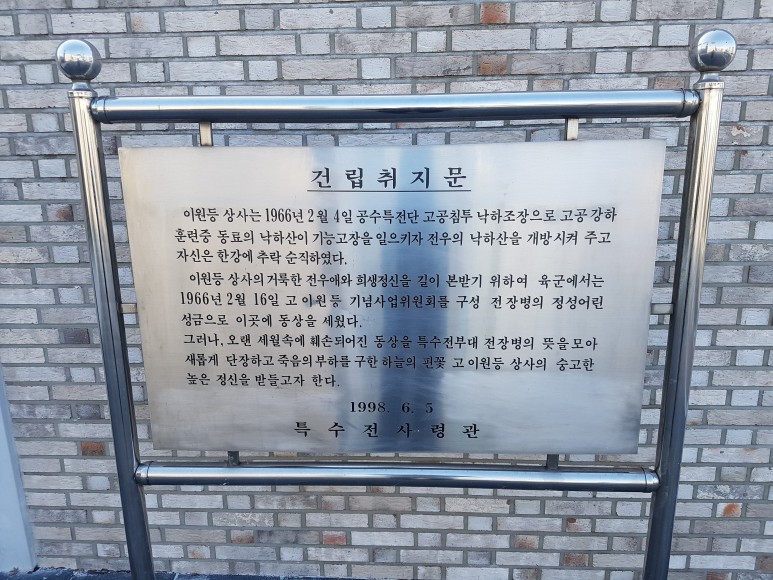 건립취지문
이원등 상사는 1966년 2월 4일 공수특전단 고공침투 낙하조장으로 고공강하
훈련중 동료의 낙하산이 기능고장을 일으키자 전우의 낙하산을 개방시켜 주고
자신은 한강에 추락 순직하였다.
이원등 상사의 거룩한 전우애와 희생정신을 길이 본받기 위하여 육군에서는
1966년 2월 16일 고 이원등 기념사업위원회를 구성 전 장병의 정성어린
성금으로 이곳에 동상을 세웠다.
그러나, 오랜 세월속에 훼손되어진 동상을 특수전부대 전장병의 뜻을 모아
새롭게 단장하고 죽음의 부하를 구한 하늘의 편꽃 고 이원등 상사의 숭고한
높은 정신을 받들고자 한다.
1998. 6. 5
특수전사령관